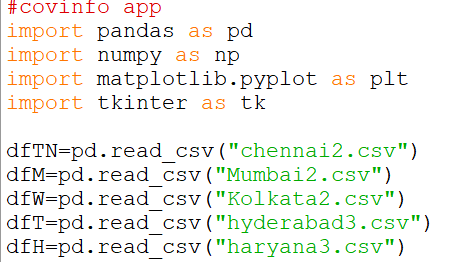 #covinfo app
import pandas as pd
import numpy as np
import matplotlib.pyplot as plt
import tkinter as tk
dfTN=pd.read_csv("chennai2.csv")
dfM=pd.read_csv("Mumbai2.csv")
dfW=pd.read_csv("Kolkata2.csv")
dfT=pd.read_csv("hyderabad3.csv")
dfH=pd.read_csv("haryana3.csv")